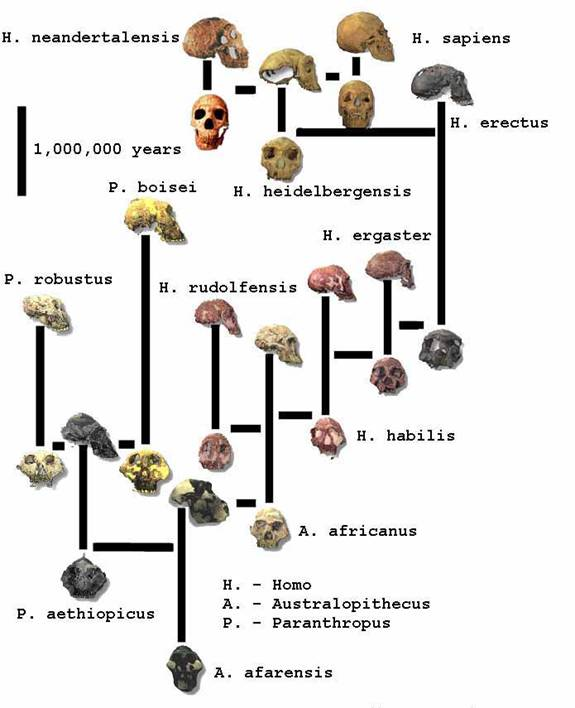 H. neandertalensis
H. sapiens
H. erectus
1,000,000 years
P. boisei
H. heidelbergensis
H. ergaster
P. robustus
H. rudolfensis
H. habilis
A. africanus
H. - Homo
A. - Australopithecus
P. - Paranthropus
P. aethiopicus
A. afarensis